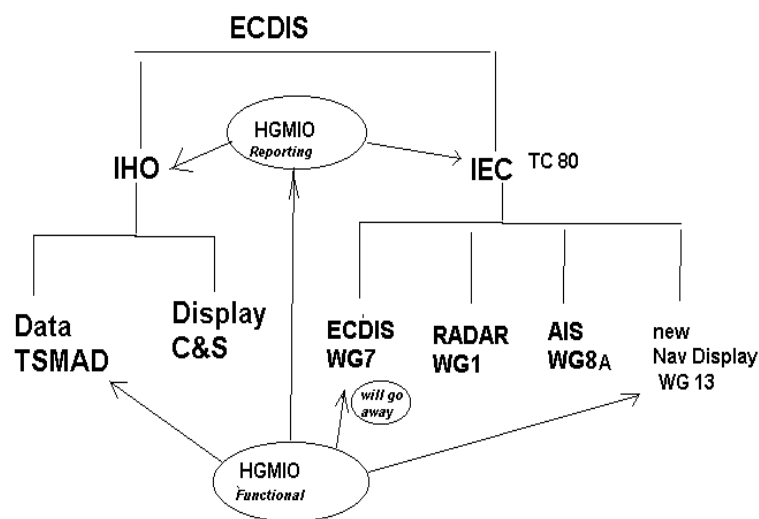 ECDIS
HGMIO
Reporting
IHO
IEC TC 80
Data
TSMAD
Display
C&S
ECDIS
WG7
RADAR
WG1
AIS
WG8A
new
Nav Display
WG 13
will go
away
HGMIO
Functional